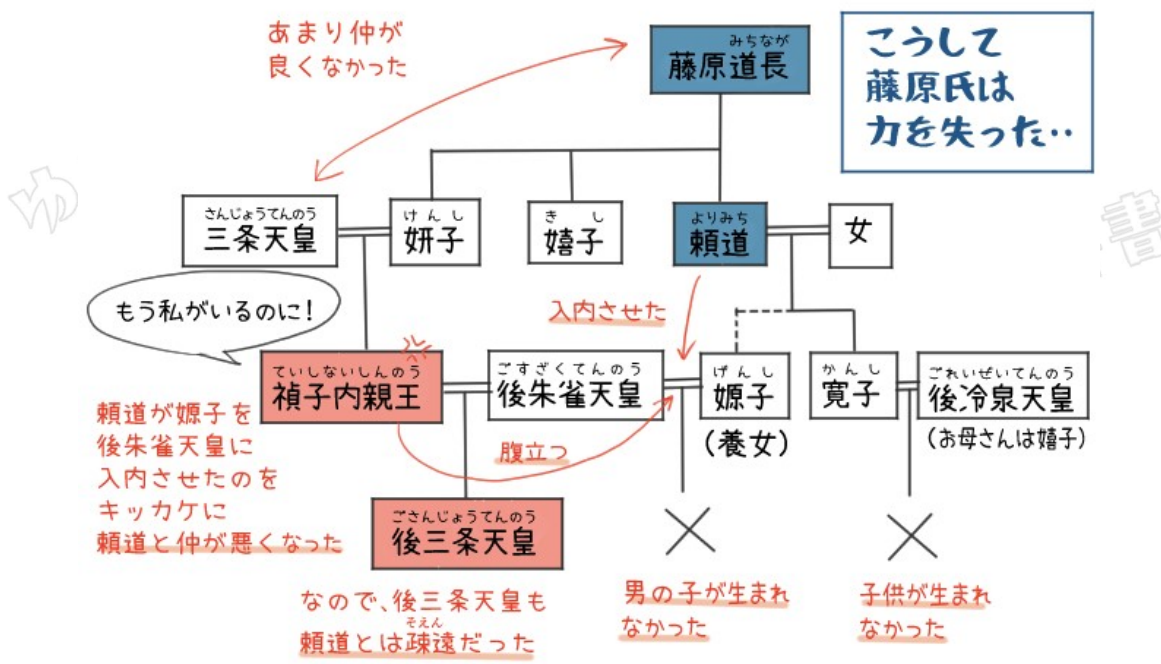 あまり仲が
良くなかった
みちなが
藤原道長
こうして
藤原氏は
力を失った‥
ゆ
書
さんじょうてんのう
三条天皇
けんし
妍子
きし
嬉子
よりみち
頼道
女
もう私がいるのに!
入内させた
ていしないしんのう
禎子内親王
ごすざくてんのう
後朱雀天皇
げんし
嫄子
(養女)
かんし
寛子
ごれいぜいてんのう
後冷泉天皇
(お母さんは嬉子)
頼道が嫄子を
後朱雀天皇に
入内させたのを
キッカケに
頼道と仲が悪くなった
腹立つ
ごさんじょうてんのう
後三条天皇
なので、後三条天皇も
そえん
頼道とは疎遠だった
男の子が生まれ
なかった
子供が生まれ
なかった